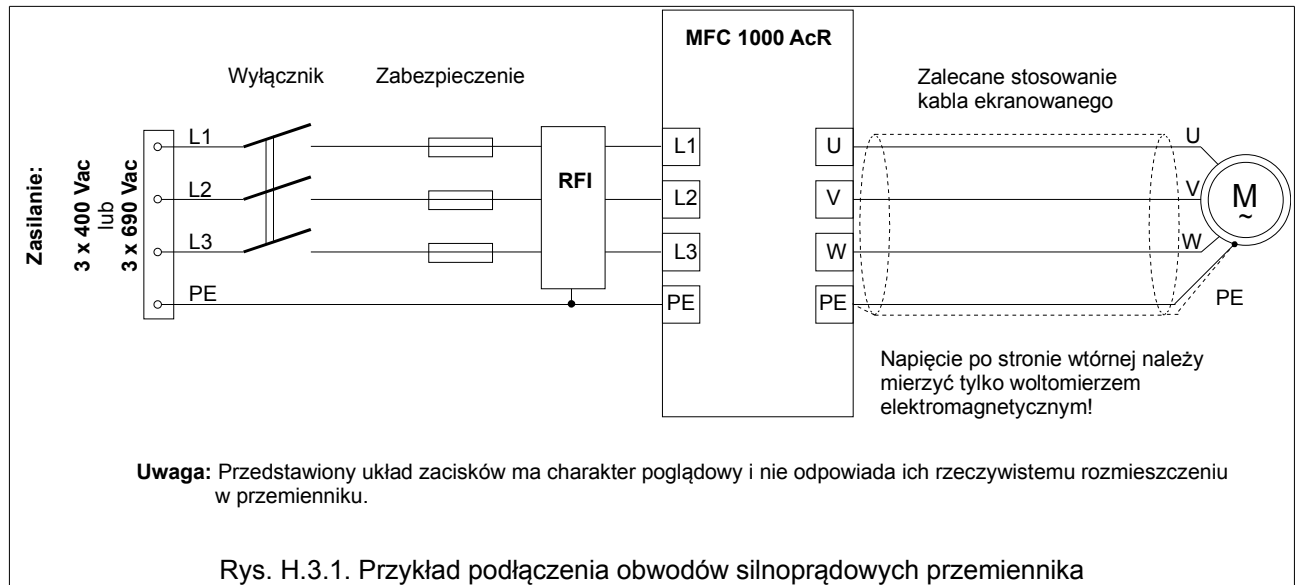 MFC 1000 AcR
Wyłącznik
Zabezpieczenie
Zalecane stosowanie
kabla ekranowanego
Zasilanie:
3 x 400 Vac
lub
3 x 690 Vac
L1
L2
L3
PE
RFI
L1
L2
L3
PE
U
V
W
PE
U
V
W
PE
M
~
Napięcie po stronie wtórnej należy
mierzyć tylko woltomierzem
elektromagnetycznym!
Uwaga: Przedstawiony układ zacisków ma charakter poglądowy i nie odpowiada ich rzeczywistemu rozmieszczeniu
w przemienniku.
Rys. H.3.1. Przykład podłączenia obwodów silnoprądowych przemiennika